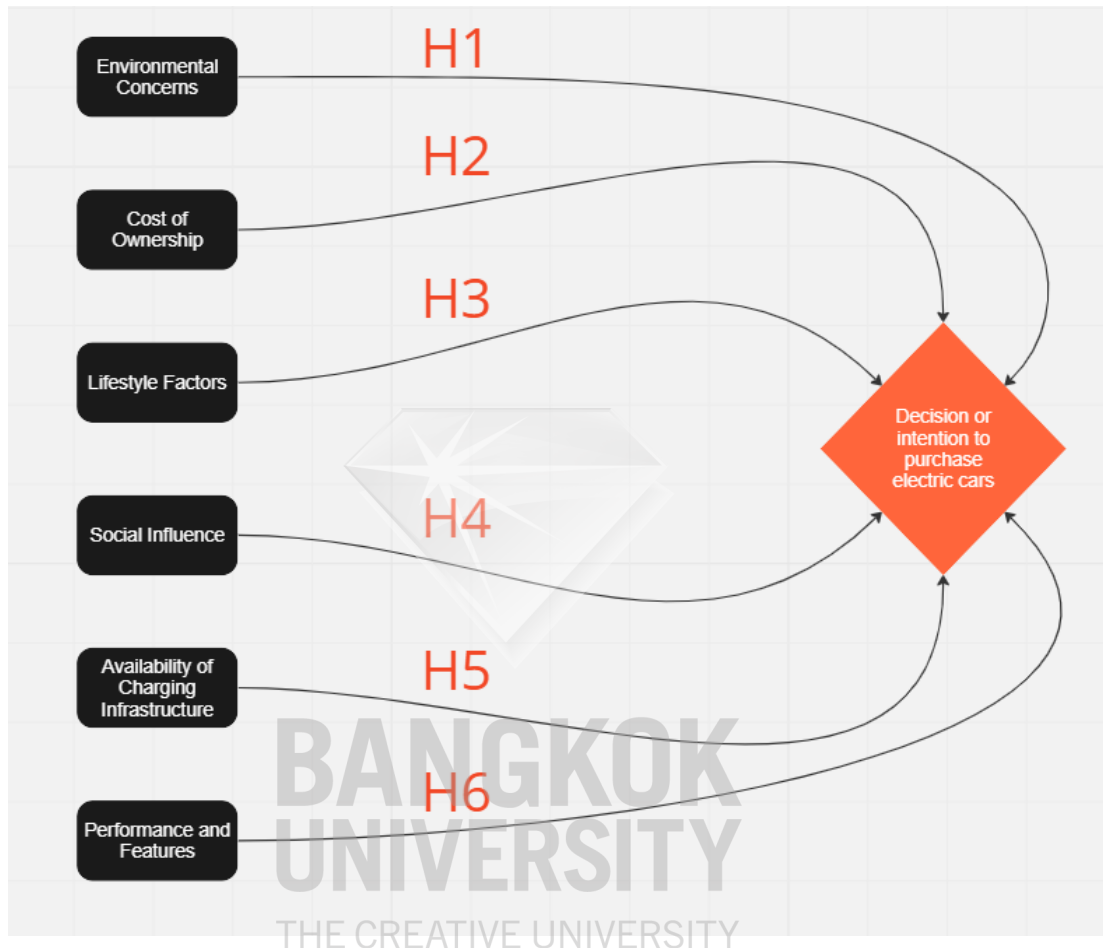 H1
Environmental
Concerns
H2
Cost of
Ownership
H3
Lifestyle Factors
Decision or
intention to
purchase
electric cars
H4
Social Influence
H5
Availability of
Charging
Infrastructure
H6
Performance and
Features
BANGKOK
UNIVERSITY
THE CREATIVE UNIVERSITY